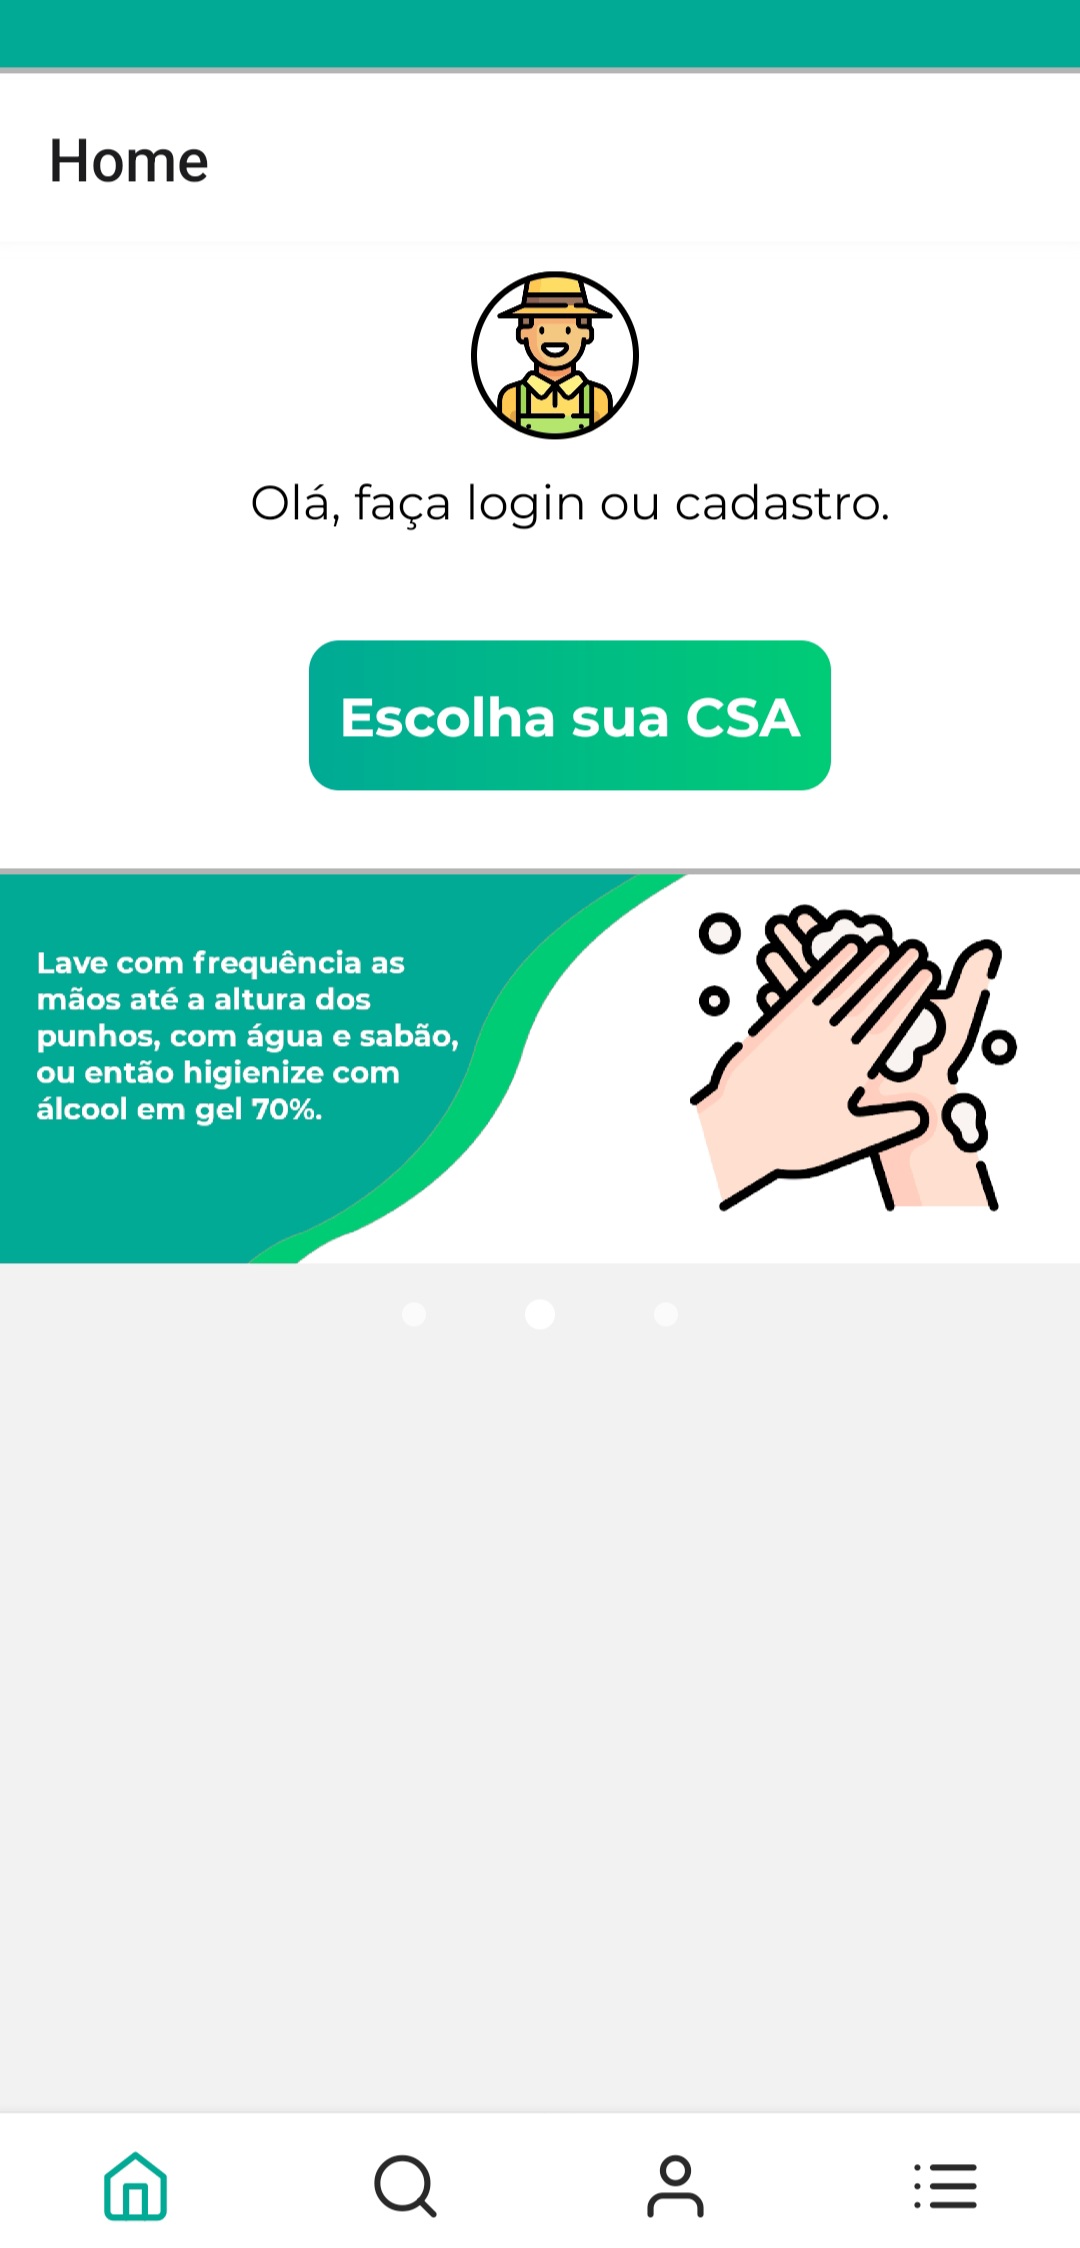 Home
Olá, faça login ou cadastro.
Escolha sua CSA
Lave com frequência as
mãos até a altura dos
punhos, com água e sabão,
ou então higienize com
álcool em gel 70%.